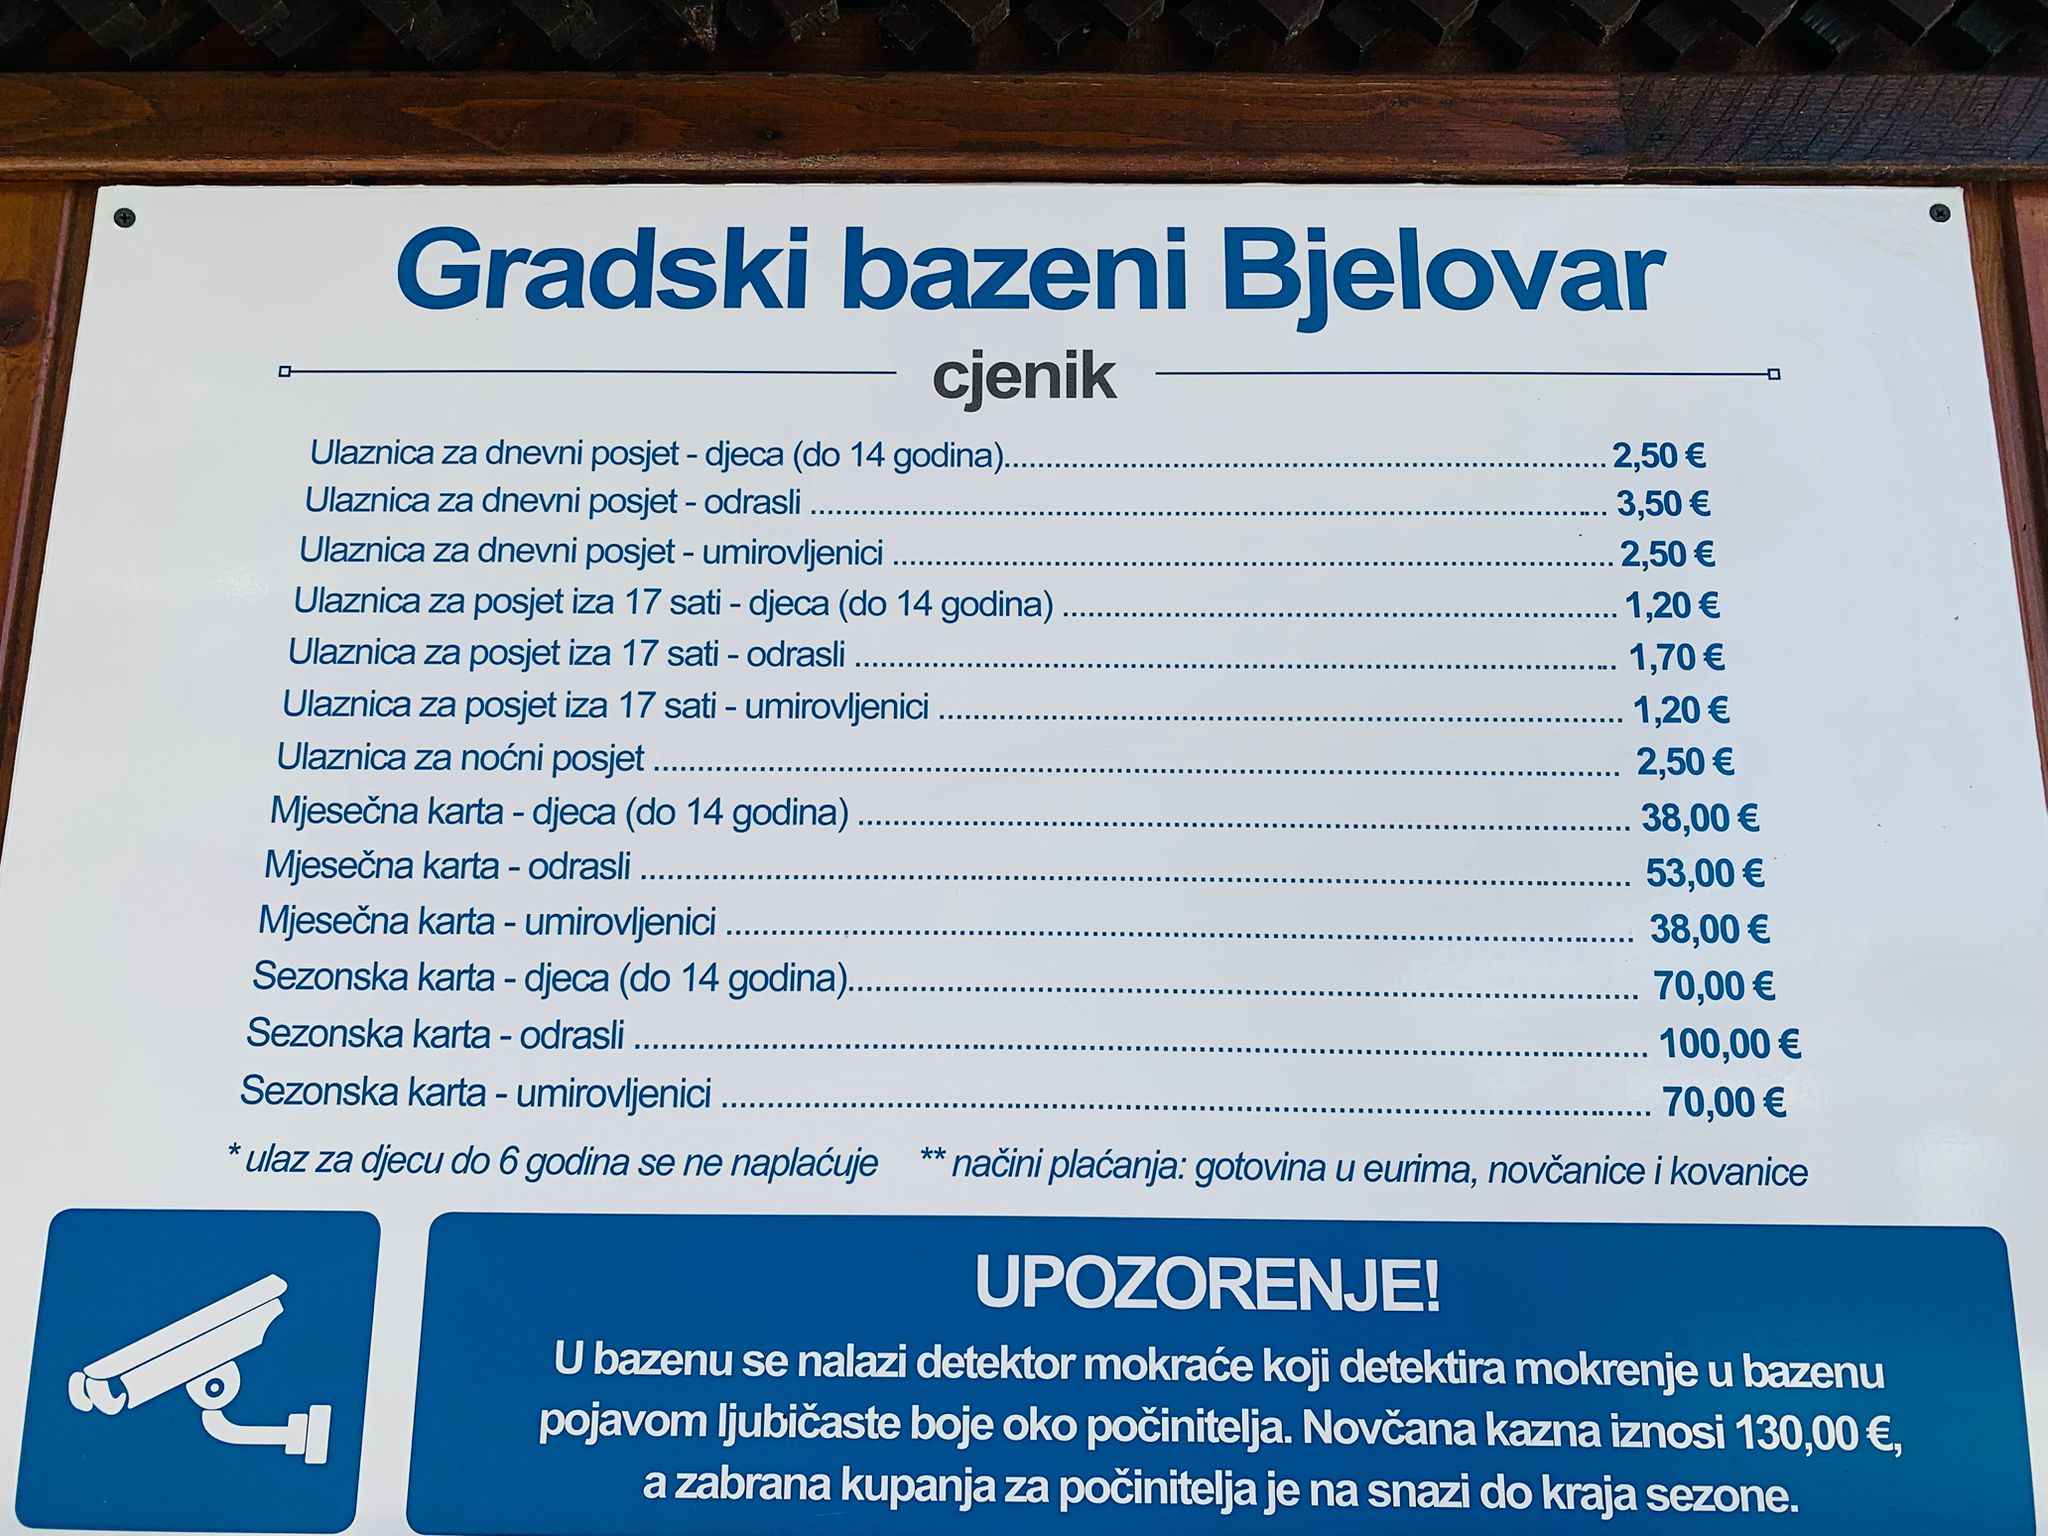 Gradski bazeni Bjelovar
cjenik
Ulaznica za dnevni posjet - djeca (do 14 godina)........ 2,50 €
Ulaznica za dnevni posjet - odrasli ........ 3,50 €
Ulaznica za dnevni posjet - umirovljenici ........ 2,50 €
Ulaznica za posjet iza 17 sati - djeca (do 14 godina) ........ 1,20 €
Ulaznica za posjet iza 17 sati - odrasli ........ 1,70 €
Ulaznica za posjet iza 17 sati - umirovljenici ........ 1,20 €
Ulaznica za noćni posjet ........ 2,50 €
Mjesečna karta - djeca (do 14 godina) ........ 38,00 €
Mjesečna karta - odrasli ........ 53,00 €
Mjesečna karta - umirovljenici ........ 38,00 €
Sezonska karta - djeca (do 14 godina)........ 70,00 €
Sezonska karta - odrasli ........ 100,00 €
Sezonska karta - umirovljenici ........ 70,00 €
* ulaz za djecu do 6 godina se ne naplaćuje ** načini plaćanja: gotovina u eurima, novčanice i kovanice
UPOZORENJE!
U bazenu se nalazi detektor mokraće koji detektira mokrenje u bazenu
pojavom ljubičaste boje oko počinitelja. Novčana kazna iznosi 130,00 €,
a zabrana kupanja za počinitelja je na snazi do kraja sezone.